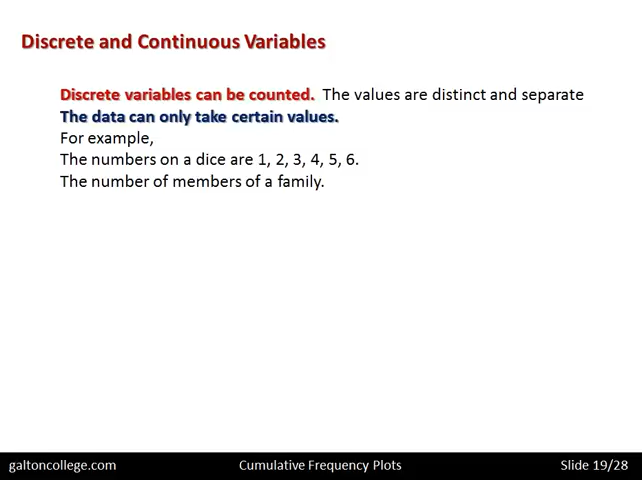 Discrete and Continuous Variables
Discrete variables can be counted. The values are distinct and separate
The data can only take certain values.
For example,
The numbers on a dice are 1, 2, 3, 4, 5, 6.
The number of members of a family.
galtoncollege.com Cumulative Frequency Plots Slide 19/28